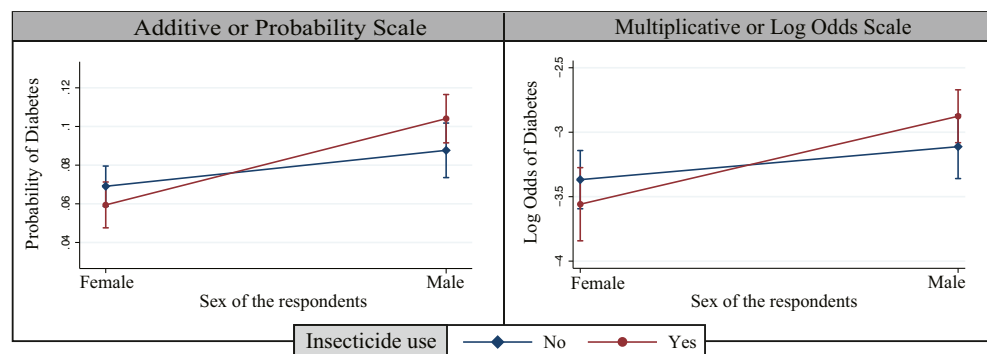 Additive or Probability Scale
Multiplicative or Log Odds Scale
Probability of Diabetes
.12
.1
.08
.06
.04
Female
Male
Sex of the respondents
Log Odds of Diabetes
-2.5
-3
-3.5
-4
Female
Male
Sex of the respondents
Insecticide use
No
Yes